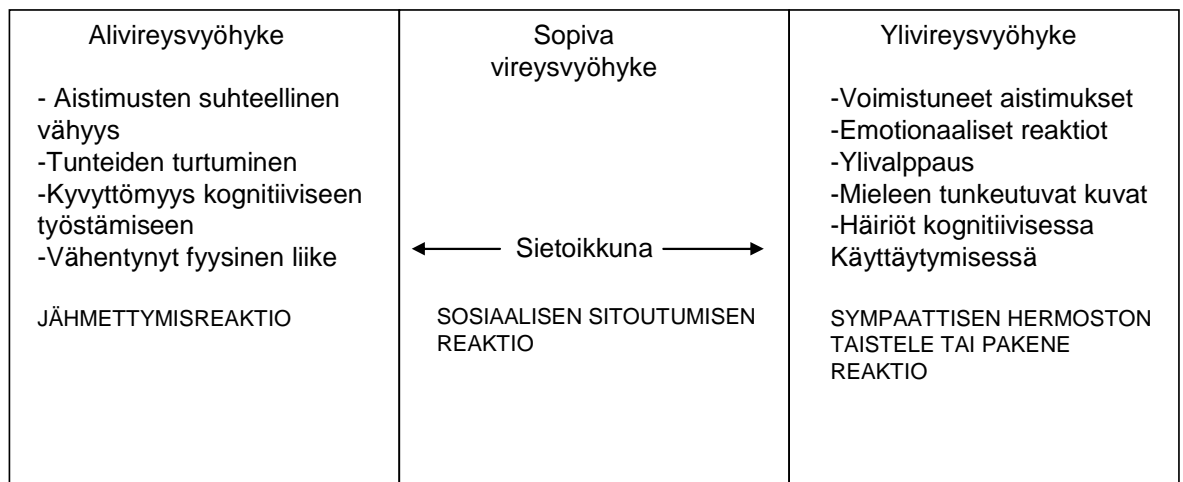 Alivireysvyöhyke
- Aistimusten suhteellinen
vähyys
-Tunteiden turtuminen
-Kyvyttömyys kognitiiviseen
työstämiseen
-Vähentynyt fyysinen liike
JÄHMETTYMISREAKTIO
Sopiva
vireysvyöhyke
Sietoikkuna
SOSIAALISEN SITOUTUMISEN
REAKTIO
Ylivireysvyöhyke
-Voimistuneet aistimukset
-Emotionaaliset reaktiot
-Ylivalppaus
-Mieleen tunkeutuvat kuvat
-Häiriöt kognitiivisessa
Käyttäytymisessä
SYMPAATTISEN HERMOSTON
TAISTELE TAI PAKENE
REAKTIO